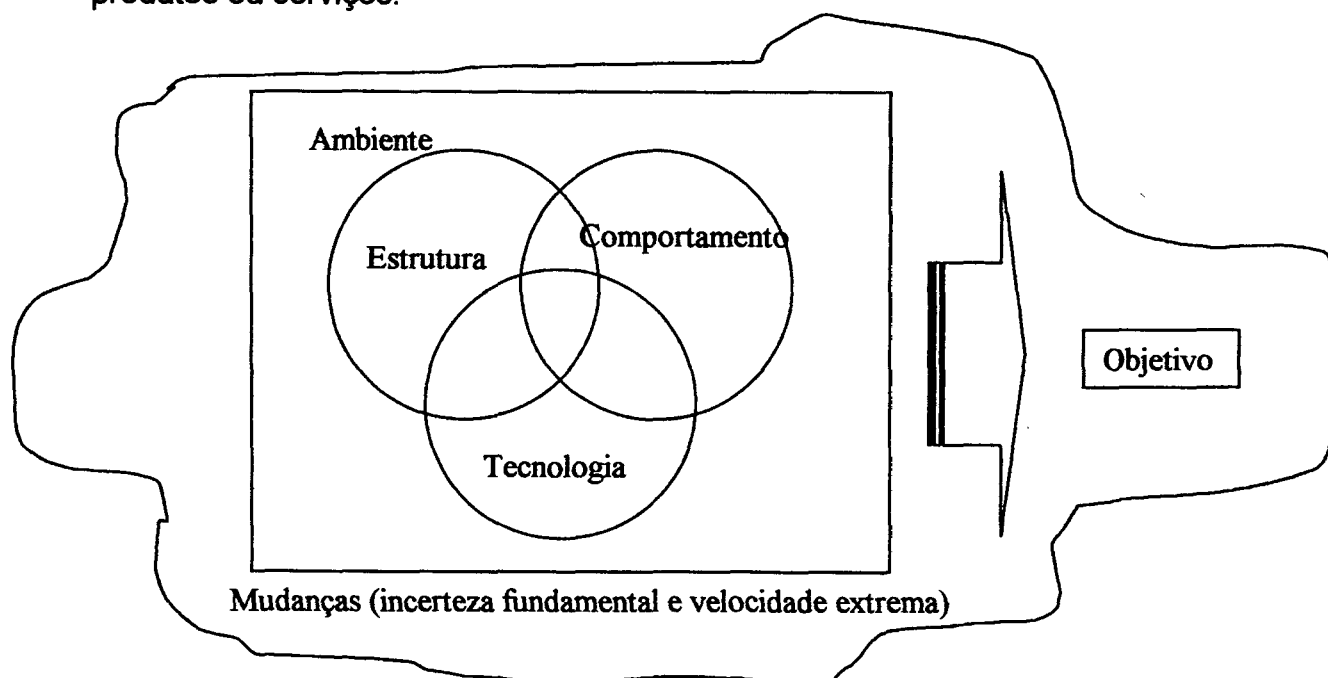 produtos ou serviços.
Ambiente
Estrutura
Comportamento
Tecnologia
Objetivo
Mudanças (incerteza fundamental e velocidade extrema)